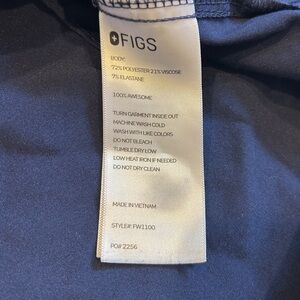 FIGS
BODY:
72% POLYESTER 21% VISCOSE
7% ELASTANE
100% AWESOME
TURN GARMENT INSIDE OUT
MACHINE WASH COLD
WASH WITH LIKE COLORS
DO NOT BLEACH
TUMBLE DRY LOW
LOW HEAT IRON IF NEEDED
DO NOT DRY CLEAN
MADE IN VIETNAM
STYLE#: FW1100
PO# 2256